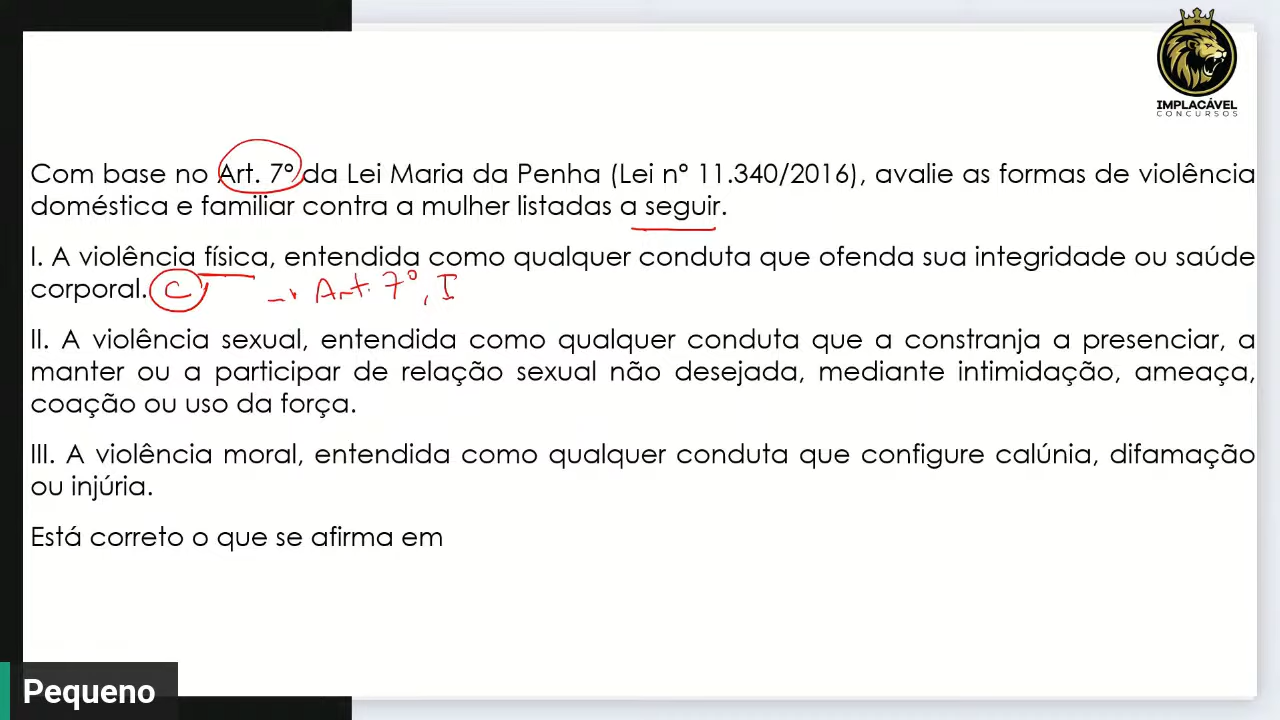 IMPLACÁVEL
CONCURSOS
Com base no Art. 7º da Lei Maria da Penha (Lei nº 11.340/2016), avalie as formas de violência
doméstica e familiar contra a mulher listadas a seguir.
I. A violência física, entendida como qualquer conduta que ofenda sua integridade ou saúde
corporal. C → Art. 7º, I
II. A violência sexual, entendida como qualquer conduta que a constranja a presenciar, a
manter ou a participar de relação sexual não desejada, mediante intimidação, ameaça,
coação ou uso da força.
III. A violência moral, entendida como qualquer conduta que configure calúnia, difamação
ou injúria.
Está correto o que se afirma em
Pequeno